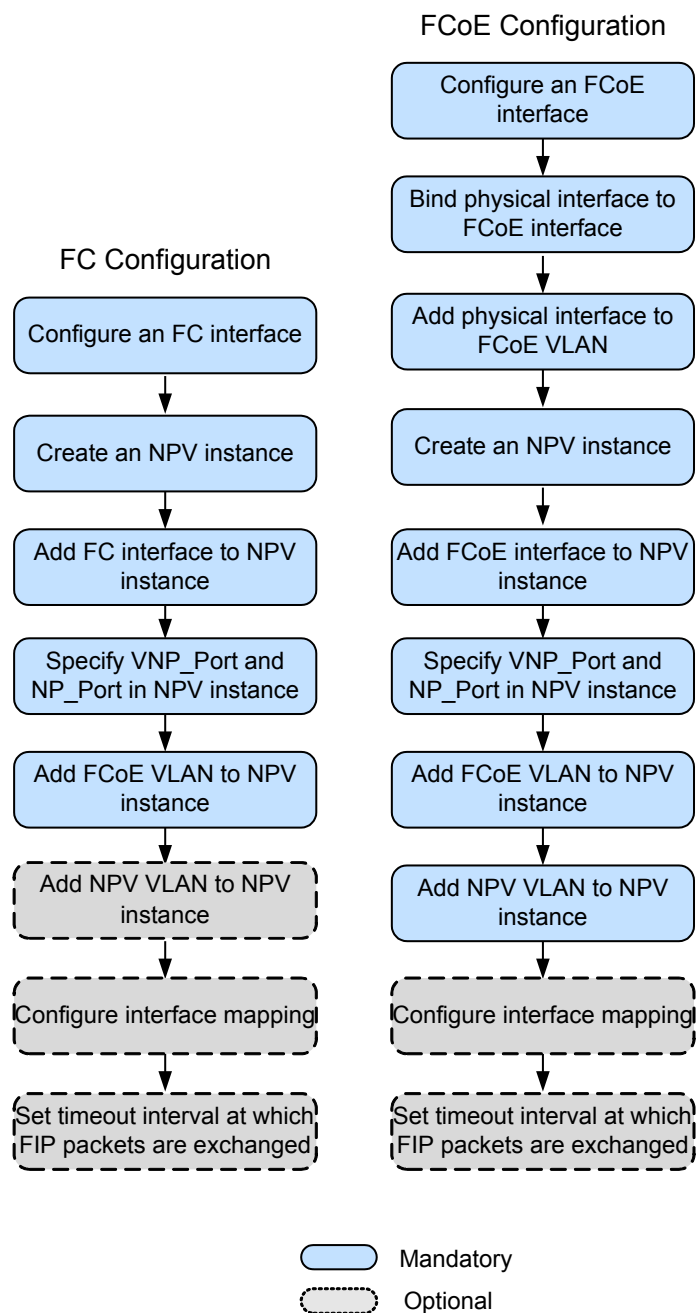 FC Configuration
Configure an FC interface
Create an NPV instance
Add FC interface to NPV
instance
Specify VNP_Port and
NP_Port in NPV instance
Add FCoE VLAN to NPV
instance
Add NPV VLAN to NPV
instance
Configure interface mapping
Set timeout interval at which
FIP packets are exchanged
FCoE Configuration
Configure an FCoE
interface
Bind physical interface to
FCoE interface
Add physical interface to
FCoE VLAN
Create an NPV instance
Add FCoE interface to NPV
instance
Specify VNP_Port and
NP_Port in NPV instance
Add FCoE VLAN to NPV
instance
Add NPV VLAN to NPV
instance
Configure interface mapping
Set timeout interval at which
FIP packets are exchanged
Mandatory
Optional